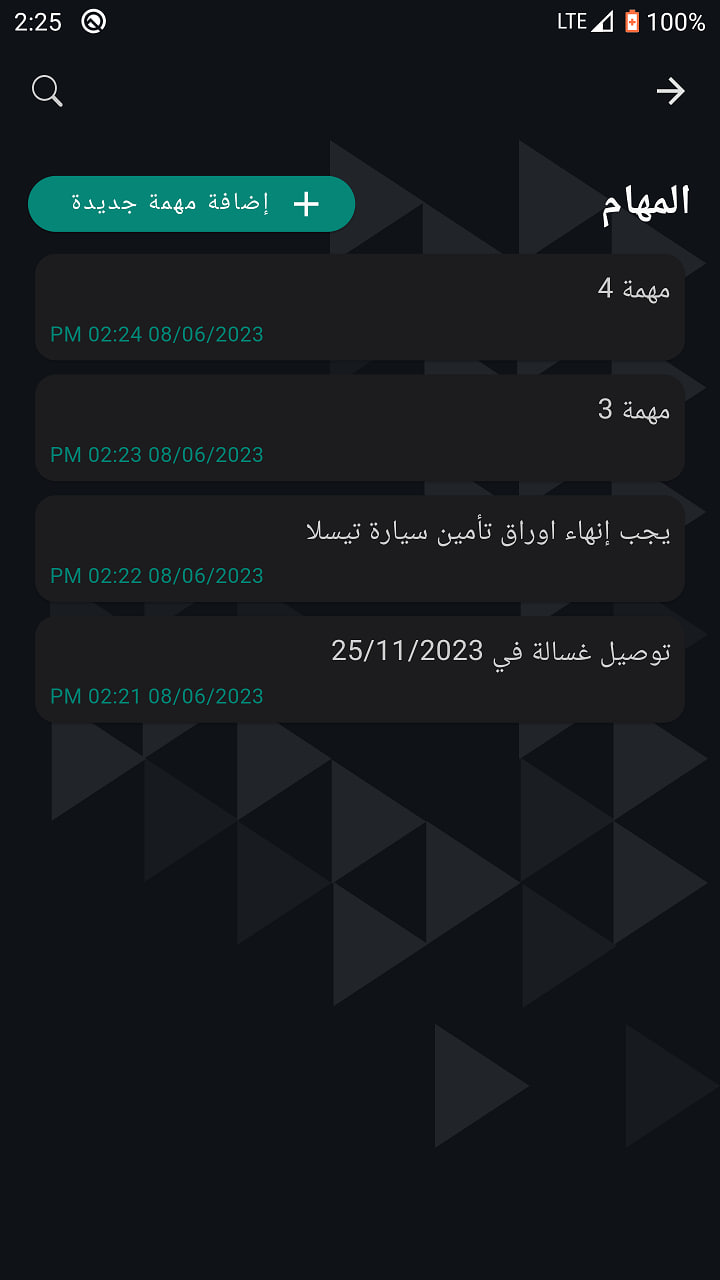 2:25 LTE 100%
المهام
إضافة مهمة جديدة
مهمة 4
PM 02:24 08/06/2023
مهمة 3
PM 02:23 08/06/2023
يجب إنهاء اوراق تأمين سيارة تيسلا
PM 02:22 08/06/2023
توصيل غسالة في 25/11/2023
PM 02:21 08/06/2023